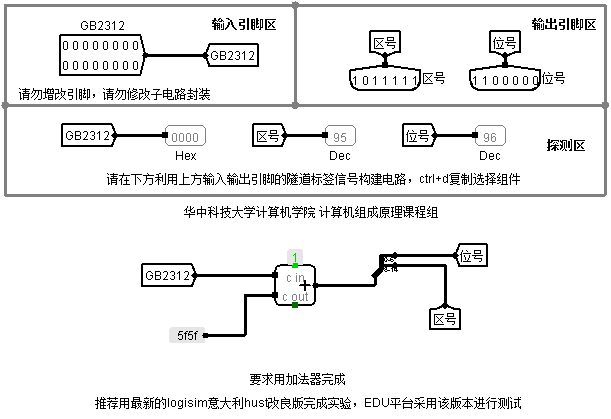 GB2312
输入引脚区
0 0 0 0 0 0 0 0
0 0 0 0 0 0 0 0
GB2312
请勿增改引脚，请勿修改子电路封装
输出引脚区
区号
位号
1 0 1 1 1 1 1 区号
1 1 0 0 0 0 0 位号
GB2312
0000
Hex
区号
95
Dec
位号
96
Dec
探测区
请在下方利用上方输入输出引脚的隧道标签信号构建电路，ctrl+d复制选择组件
华中科技大学计算机学院 计算机组成原理课程组
1
GB2312
c in
+
c out
5f5f
位号
区号
要求用加法器完成
推荐用最新的logisim意大利hust改良版完成实验，EDU平台采用该版本进行测试